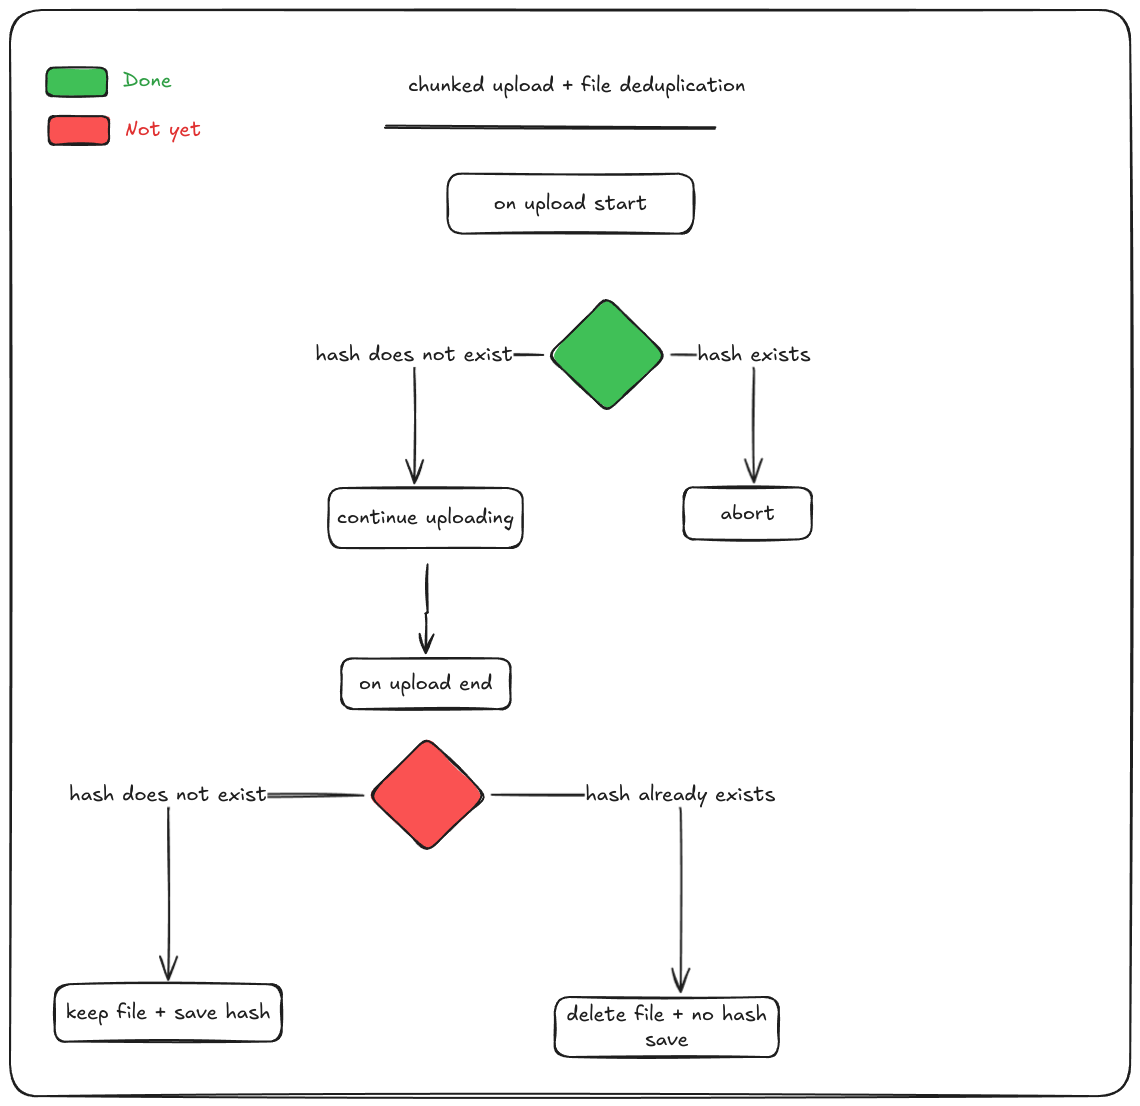 Done
chunked upload + file deduplication
Not yet
on upload start
hash does not exist
hash exists
continue uploading
abort
on upload end
hash does not exist
hash already exists
keep file + save hash
delete file + no hash
save